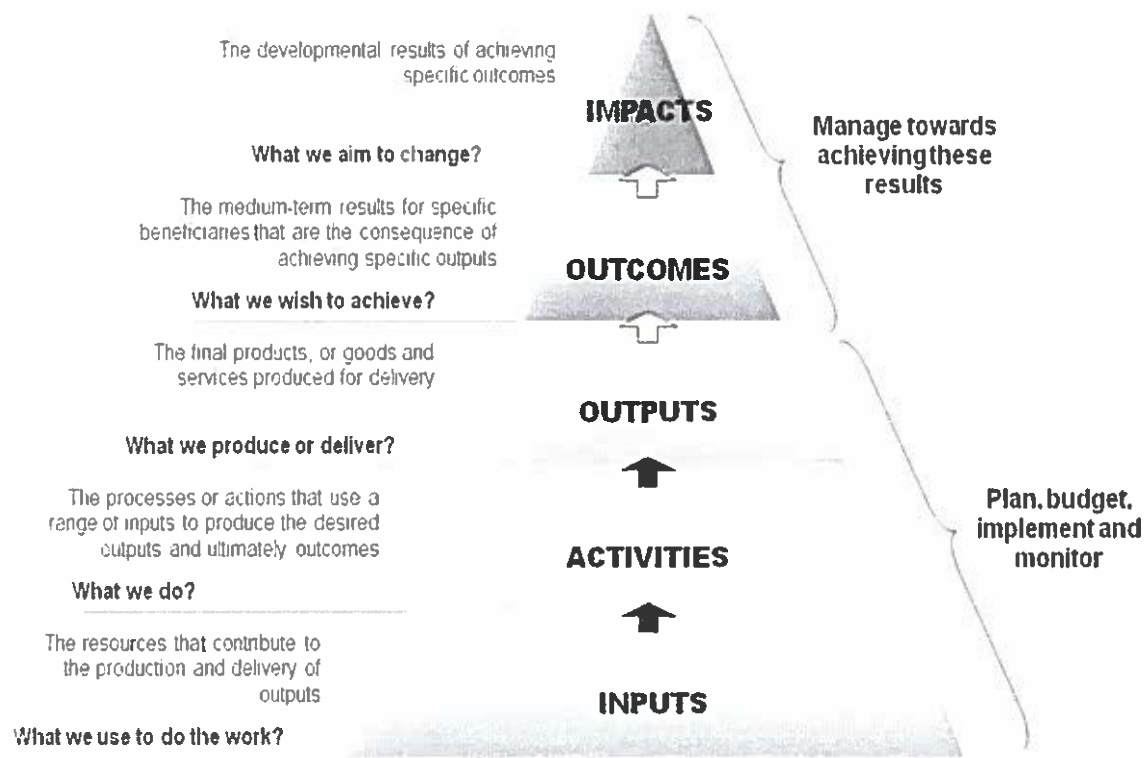 The developmental results of achieving
specific outcomes
IMPACTS
What we aim to change?
Manage towards
achieving these
results
The medium-term results for specific
beneficiaries that are the consequence of
achieving specific outputs
OUTCOMES
What we wish to achieve?
The final products, or goods and
services produced for delivery
OUTPUTS
What we produce or deliver?
The processes or actions that use a
range of inputs to produce the desired
outputs and ultimately outcomes
ACTIVITIES
Plan, budget,
implement and
monitor
What we do?
The resources that contribute to
the production and delivery of
outputs
INPUTS
What we use to do the work?